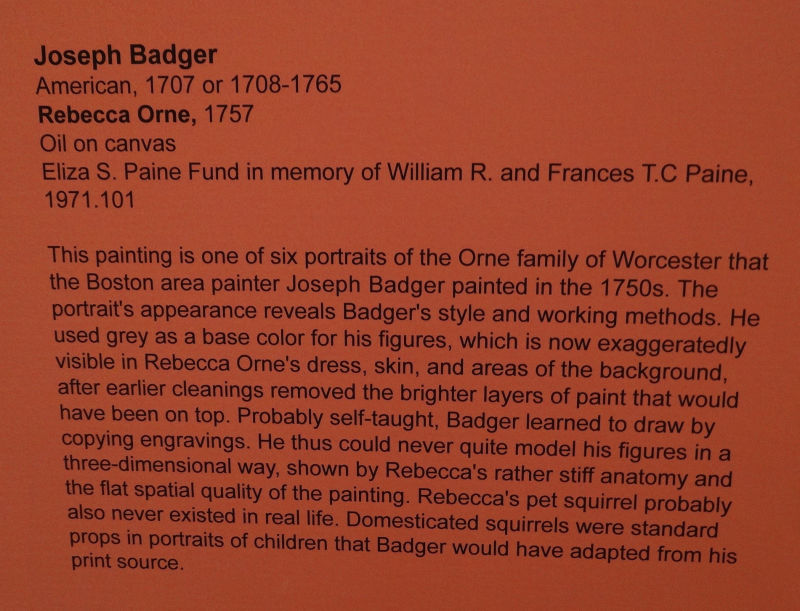 Joseph Badger
American, 1707 or 1708-1765
Rebecca Orne, 1757
Oil on canvas
Eliza S. Paine Fund in memory of William R. and Frances T.C Paine,
1971.101
This painting is one of six portraits of the Orne family of Worcester that
the Boston area painter Joseph Badger painted in the 1750s. The
portrait's appearance reveals Badger's style and working methods. He
used grey as a base color for his figures, which is now exaggeratedly
visible in Rebecca Orne's dress, skin, and areas of the background,
after earlier cleanings removed the brighter layers of paint that would
have been on top. Probably self-taught, Badger learned to draw by
copying engravings. He thus could never quite model his figures in a
three-dimensional way, shown by Rebecca's rather stiff anatomy and
the flat spatial quality of the painting. Rebecca's pet squirrel probably
also never existed in real life. Domesticated squirrels were standard
props in portraits of children that Badger would have adapted from his
print source.